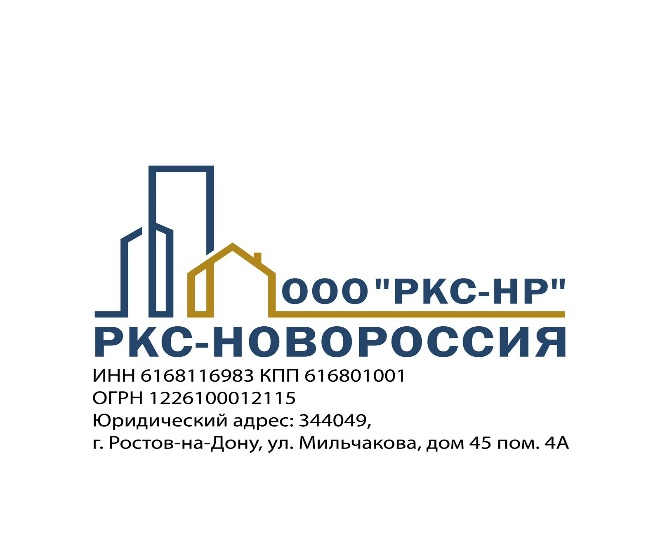 ООО "РКС-НР"
РКС-НОВОРОССИЯ
ИНН 6168116983 КПП 616801001
ОГРН 1226100012115
Юридический адрес: 344049,
г. Ростов-на-Дону, ул. Мильчакова, дом 45 пом. 4А